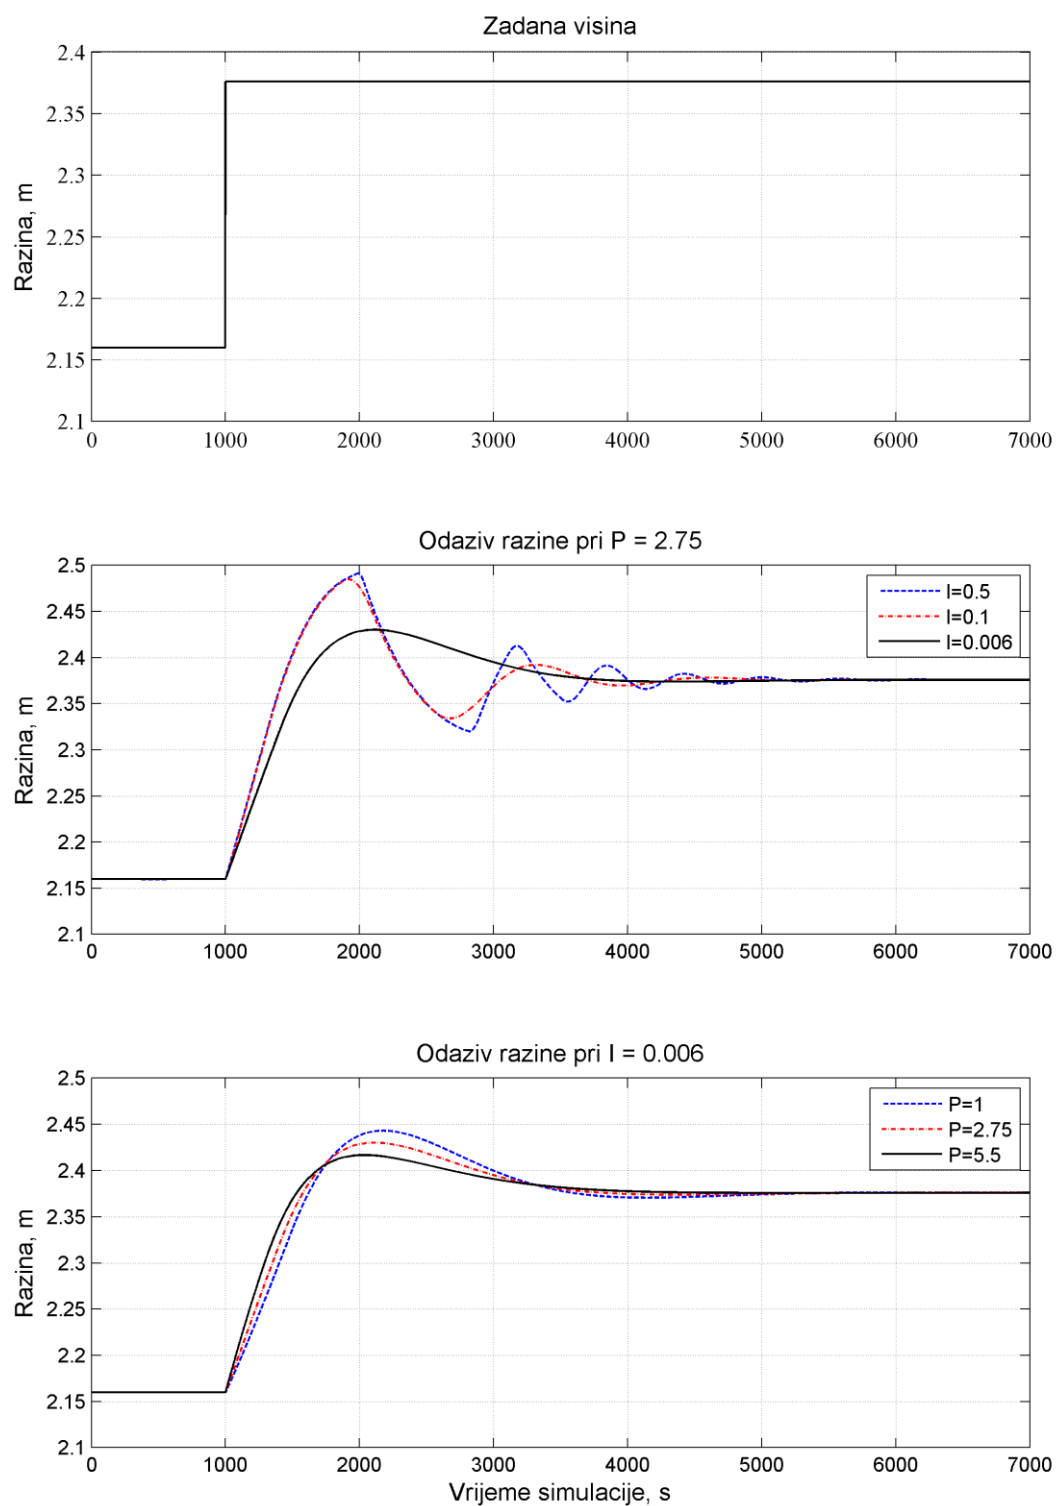 Zadana visina
2.4
2.35
2.3
2.25
2.2
2.15
2.1
Razina, m
0 1000 2000 3000 4000 5000 6000 7000
Odaziv razine pri P = 2.75
2.5
2.45
2.4
2.35
2.3
2.25
2.2
2.15
2.1
Razina, m
I=0.5
I=0.1
I=0.006
0 1000 2000 3000 4000 5000 6000 7000
Odaziv razine pri I = 0.006
2.5
2.45
2.4
2.35
2.3
2.25
2.2
2.15
2.1
Razina, m
P=1
P=2.75
P=5.5
0 1000 2000 3000 4000 5000 6000 7000
Vrijeme simulacije, s